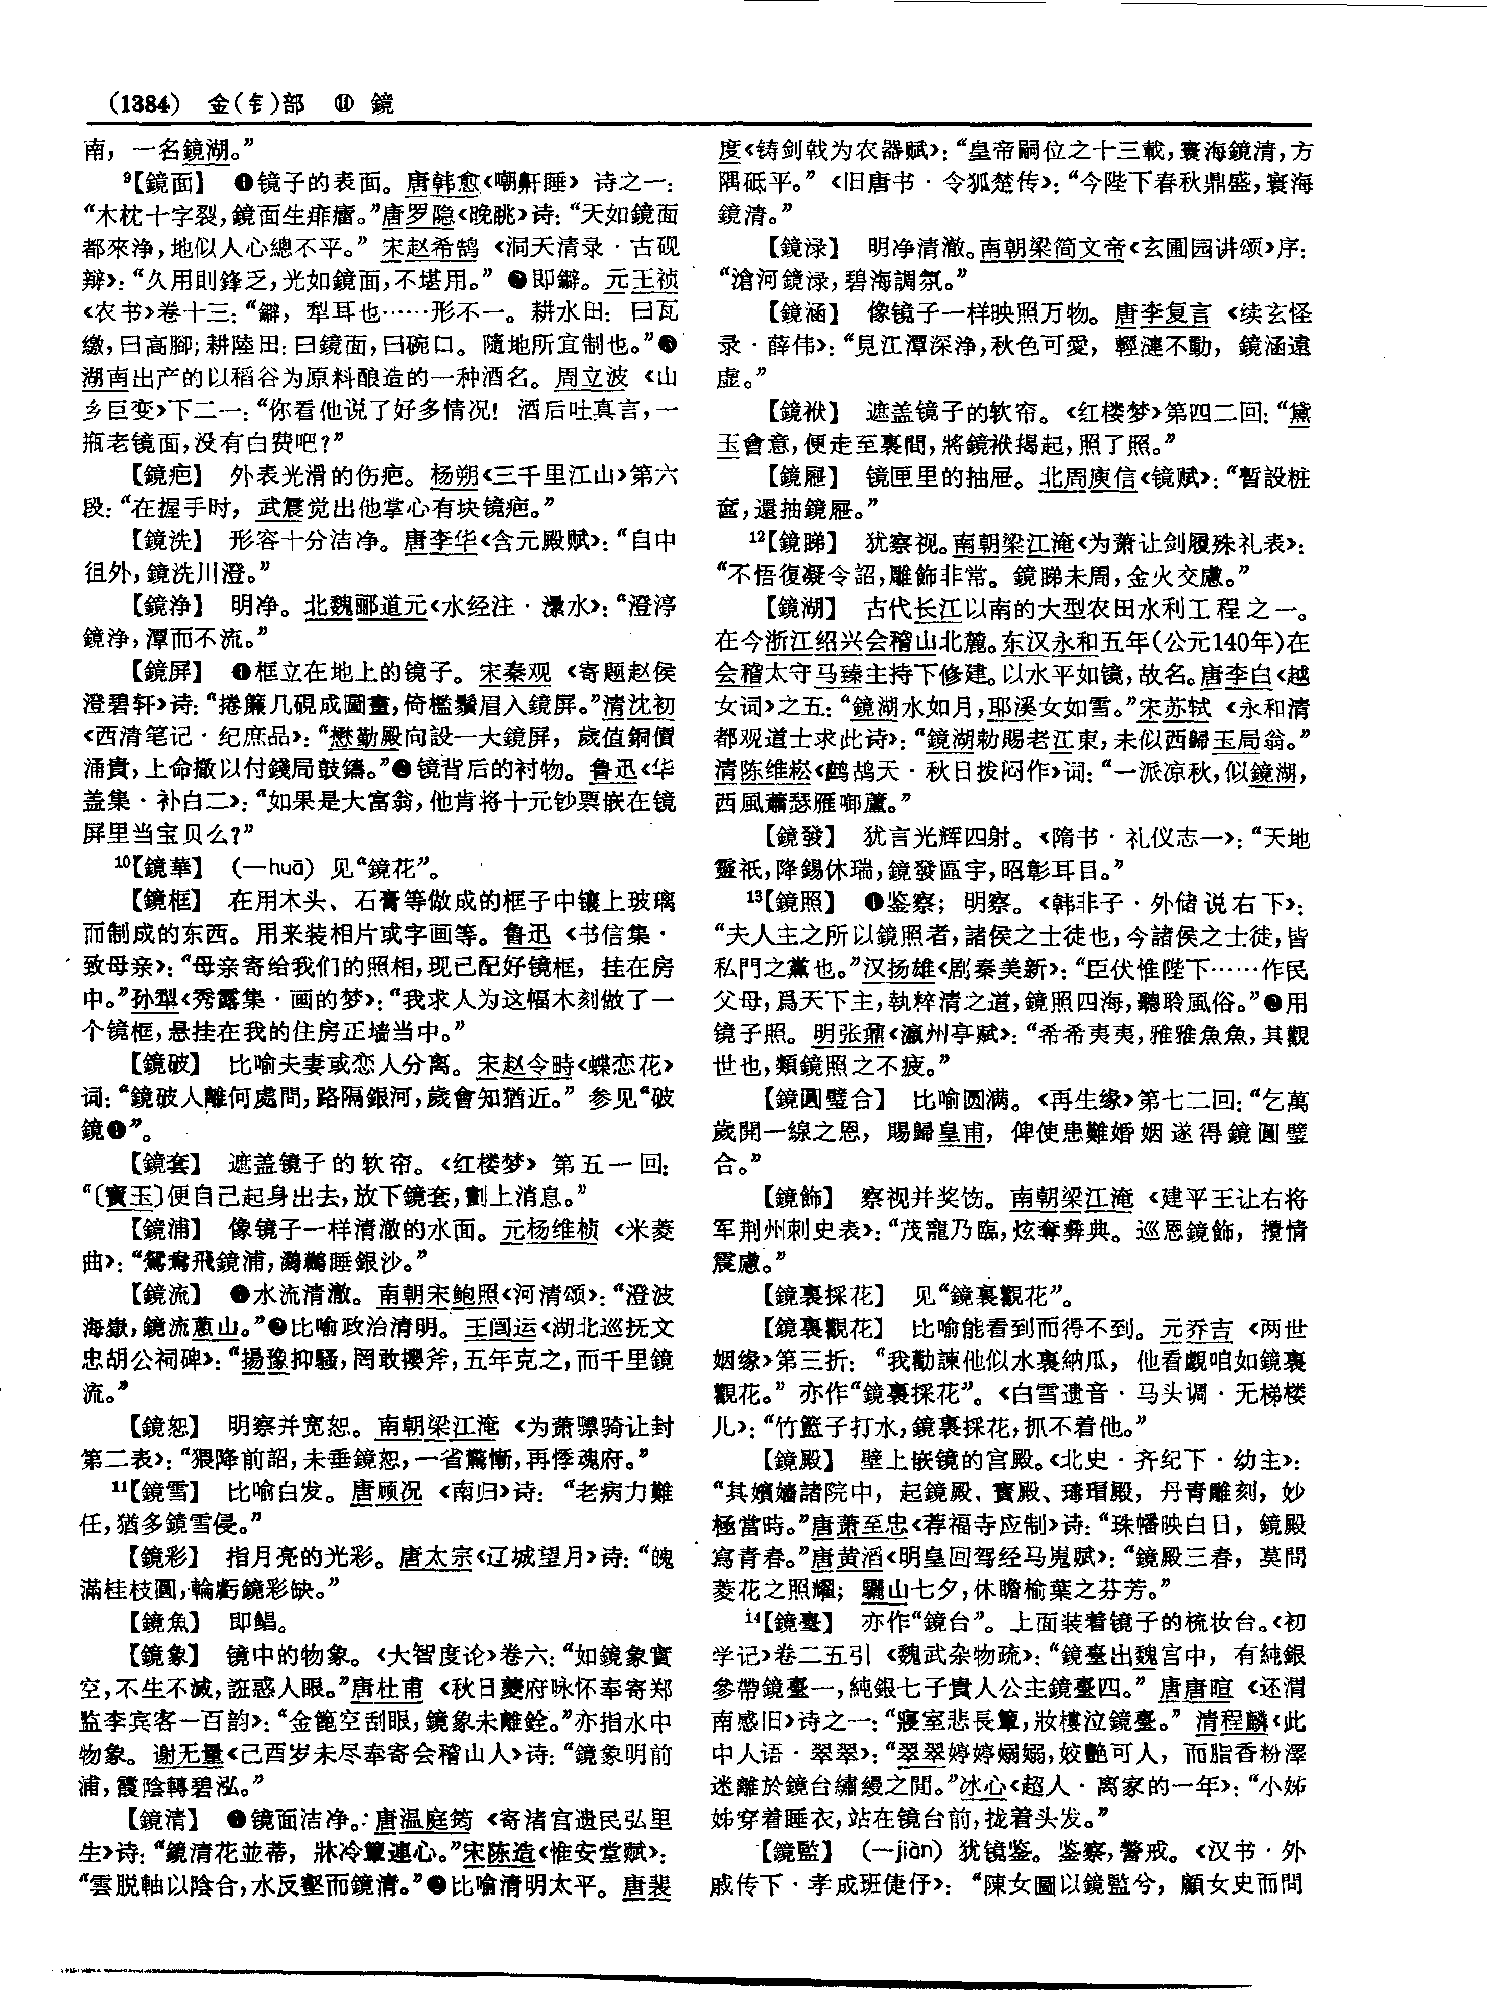 (1384) 金(钅)部 ⑪ 鏡
南，一名鏡湖。”
9【鏡面】 ❶镜子的表面。唐韩愈《嘲鼾睡》诗之一：
“木枕十字裂，鏡面生痱癗。”唐罗隐《晚眺》诗：“天如鏡面
都來净，地似人心總不平。” 宋赵希鹄《洞天清录·古砚
辩》：“久用則鋒乏，光如鏡面，不堪用。” ❷即鐴。元王祯
《农书》卷十三：“鐴，犁耳也……形不一。耕水田：曰瓦
繳，曰高腳；耕陸田：曰鏡面，曰碗口。隨地所宜制也。”❸
湖南出产的以稻谷为原料酿造的一种酒名。周立波《山
乡巨变》下二一：“你看他说了好多情况！酒后吐真言，一
瓶老镜面，没有白费吧？”
【鏡疤】 外表光滑的伤疤。杨朔《三千里江山》第六
段：“在握手时，武震觉出他掌心有块镜疤。”
【鏡洗】 形容十分洁净。唐李华《含元殿赋》：“自中
徂外，鏡洗川澄。”
【鏡净】 明净。北魏郦道元《水经注·灅水》：“澄渟
鏡净，潭而不流。”
【鏡屏】 ❶框立在地上的镜子。宋秦观《寄题赵侯
澄碧轩》诗：“捲簾几硯成圖畫，倚檻鬚眉入鏡屏。”清沈初
《西清笔记·纪庶品》：“懋勤殿向設一大鏡屏，歲值銅價
涌貴，上命撤以付錢局鼓鑄。”❷镜背后的衬物。鲁迅《华
盖集·补白二》：“如果是大富翁，他肯将十元钞票嵌在镜
屏里当宝贝么？”
10【鏡華】 (—huā) 见“鏡花”。
【鏡框】 在用木头、石膏等做成的框子中镶上玻璃
而制成的东西。用来装相片或字画等。鲁迅《书信集·
致母亲》：“母亲寄给我们的照相，现已配好镜框，挂在房
中。”孙犁《秀露集·画的梦》：“我求人为这幅木刻做了一
个镜框，悬挂在我的住房正墙当中。”
【鏡破】 比喻夫妻或恋人分离。宋赵令畤《蝶恋花》
词：“鏡破人離何處問，路隔銀河，歲會知猶近。” 参见“破
鏡❶”。
【鏡套】 遮盖镜子的软帘。《红楼梦》第五一回：
“〔寶玉〕便自己起身出去，放下鏡套，劃上消息。”
【鏡浦】 像镜子一样清澈的水面。元杨维桢《采菱
曲》：“鴛鴦飛鏡浦，鸂鶒睡銀沙。”
【鏡流】 ❶水流清澈。南朝宋鲍照《河清颂》：“澄波
海嶽，鏡流蔥山。”❷比喻政治清明。王闿运《湖北巡抚文
忠胡公祠碑》：“揚豫抑騷，罔敢攖斧，五年克之，而千里鏡
流。”
【鏡恕】 明察并宽恕。南朝梁江淹《为萧骠骑让封
第二表》：“猥降前詔，未垂鏡恕，一省驚慚，再悸魂府。”
11【鏡雪】 比喻白发。唐顾况《南归》诗：“老病力難
任，猶多鏡雪侵。”
【鏡彩】 指月亮的光彩。唐太宗《辽城望月》诗：“魄
滿桂枝圓，輪虧鏡彩缺。”
【鏡魚】 即鲳。
【鏡象】 镜中的物象。《大智度论》卷六：“如鏡象實
空，不生不滅，誑惑人眼。”唐杜甫《秋日夔府咏怀奉寄郑
监李宾客一百韵》：“金篦空刮眼，鏡象未離銓。”亦指水中
物象。谢无量《己酉岁未尽奉寄会稽山人》诗：“鏡象明前
浦，霞陰轉碧泓。”
【鏡清】 ❶镜面洁净。唐温庭筠《寄渚宫遗民弘里
生》诗：“鏡清花並蒂，牀冷簟連心。”宋陈造《惟安堂赋》：
“雲脱軸以陰合，水反壑而鏡清。”❷比喻清明太平。唐裴
度《铸剑戟为农器赋》：“皇帝嗣位之十三載，寰海鏡清，方
隅砥平。”《旧唐书·令狐楚传》：“今陛下春秋鼎盛，寰海
鏡清。”
【鏡渌】 明净清澈。南朝梁简文帝《玄圃园讲颂》序：
“滄河鏡渌，碧海調氛。”
【鏡涵】 像镜子一样映照万物。唐李复言《续玄怪
录·薛伟》：“見江潭深净，秋色可愛，輕漣不動，鏡涵遠
虚。”
【鏡袱】 遮盖镜子的软帘。《红楼梦》第四二回：“黛
玉會意，便走至裏間，將鏡袱揭起，照了照。”
【鏡屜】 镜匣里的抽屉。北周庾信《镜赋》：“暫設粧
奩，還抽鏡屜。”
12【鏡睇】 犹察视。南朝梁江淹《为萧让剑履殊礼表》：
“不悟復凝令詔，雕飾非常。鏡睇未周，金火交慮。”
【鏡湖】 古代长江以南的大型农田水利工程之一。
在今浙江绍兴会稽山北麓。东汉永和五年(公元140年)在
会稽太守马臻主持下修建。以水平如镜，故名。唐李白《越
女词》之五：“鏡湖水如月，耶溪女如雪。”宋苏轼《永和清
都观道士求此诗》：“鏡湖勑賜老江東，未似西歸玉局翁。”
清陈维崧《鹧鸪天·秋日拨闷作》词：“一派凉秋，似鏡湖，
西風蕭瑟雁啣蘆。”
【鏡發】 犹言光辉四射。《隋书·礼仪志一》：“天地
靈祇，降錫休瑞，鏡發區宇，昭彰耳目。”
13【鏡照】 ❶鉴察；明察。《韩非子·外储说右下》：
“夫人主之所以鏡照者，諸侯之士徒也，今諸侯之士徒，皆
私門之黨也。”汉扬雄《剧秦美新》：“臣伏惟陛下……作民
父母，爲天下主，執粹清之道，鏡照四海，聽聆風俗。”❷用
镜子照。明张鼐《瀛州亭赋》：“希希夷夷，雅雅魚魚，其觀
世也，類鏡照之不疲。”
【鏡圓璧合】 比喻圆满。《再生缘》第七二回：“乞萬
歲開一綫之恩，賜歸皇甫，俾使患難婚姻遂得鏡圓璧
合。”
【鏡飾】 察视并奖饬。南朝梁江淹《建平王让右将
军荆州刺史表》：“茂寵乃臨，炫奪彝典。巡恩鏡飾，攬情
震慮。”
【鏡裏採花】 见“鏡裏觀花”。
【鏡裏觀花】 比喻能看到而得不到。元乔吉《两世
姻缘》第三折：“我勸諫他似水裏納瓜，他看覷咱如鏡裏
觀花。”亦作“鏡裏採花”。《白雪遗音·马头调·无梯楼
儿》：“竹籃子打水，鏡裏採花，抓不着他。”
【鏡殿】 壁上嵌镜的宫殿。《北史·齐纪下·幼主》：
“其嬪嬙諸院中，起鏡殿、寶殿、瑇瑁殿，丹青雕刻，妙
極當時。”唐萧至忠《荐福寺应制》诗：“珠幡映白日，鏡殿
寫青春。”唐黄滔《明皇回驾经马嵬赋》：“鏡殿三春，莫問
菱花之照耀；驪山七夕，休瞻榆葉之芬芳。”
14【鏡臺】 亦作“鏡台”。上面装着镜子的梳妆台。《初
学记》卷二五引《魏武杂物疏》：“鏡臺出魏宫中，有純銀
參帶鏡臺一，純銀七子貴人公主鏡臺四。” 唐唐暄《还渭
南感旧》诗之一：“寢室悲長簟，妝樓泣鏡臺。” 清程麟《此
中人语·翠翠》：“翠翠婷婷嫋嫋，姣艷可人，而脂香粉澤
迷離於鏡台繡縵之間。”冰心《超人·离家的一年》：“小姊
姊穿着睡衣，站在镜台前，拢着头发。”
【鏡監】 (—jiàn) 犹镜鉴。鉴察，警戒。《汉书·外
戚传下·孝成班倢伃》：“陳女圖以鏡監兮，顧女史而問